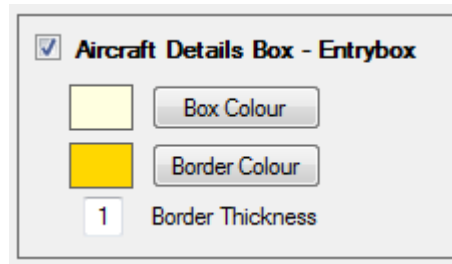 Aircraft Details Box - Entrybox
Box Colour
Border Colour
1 Border Thickness